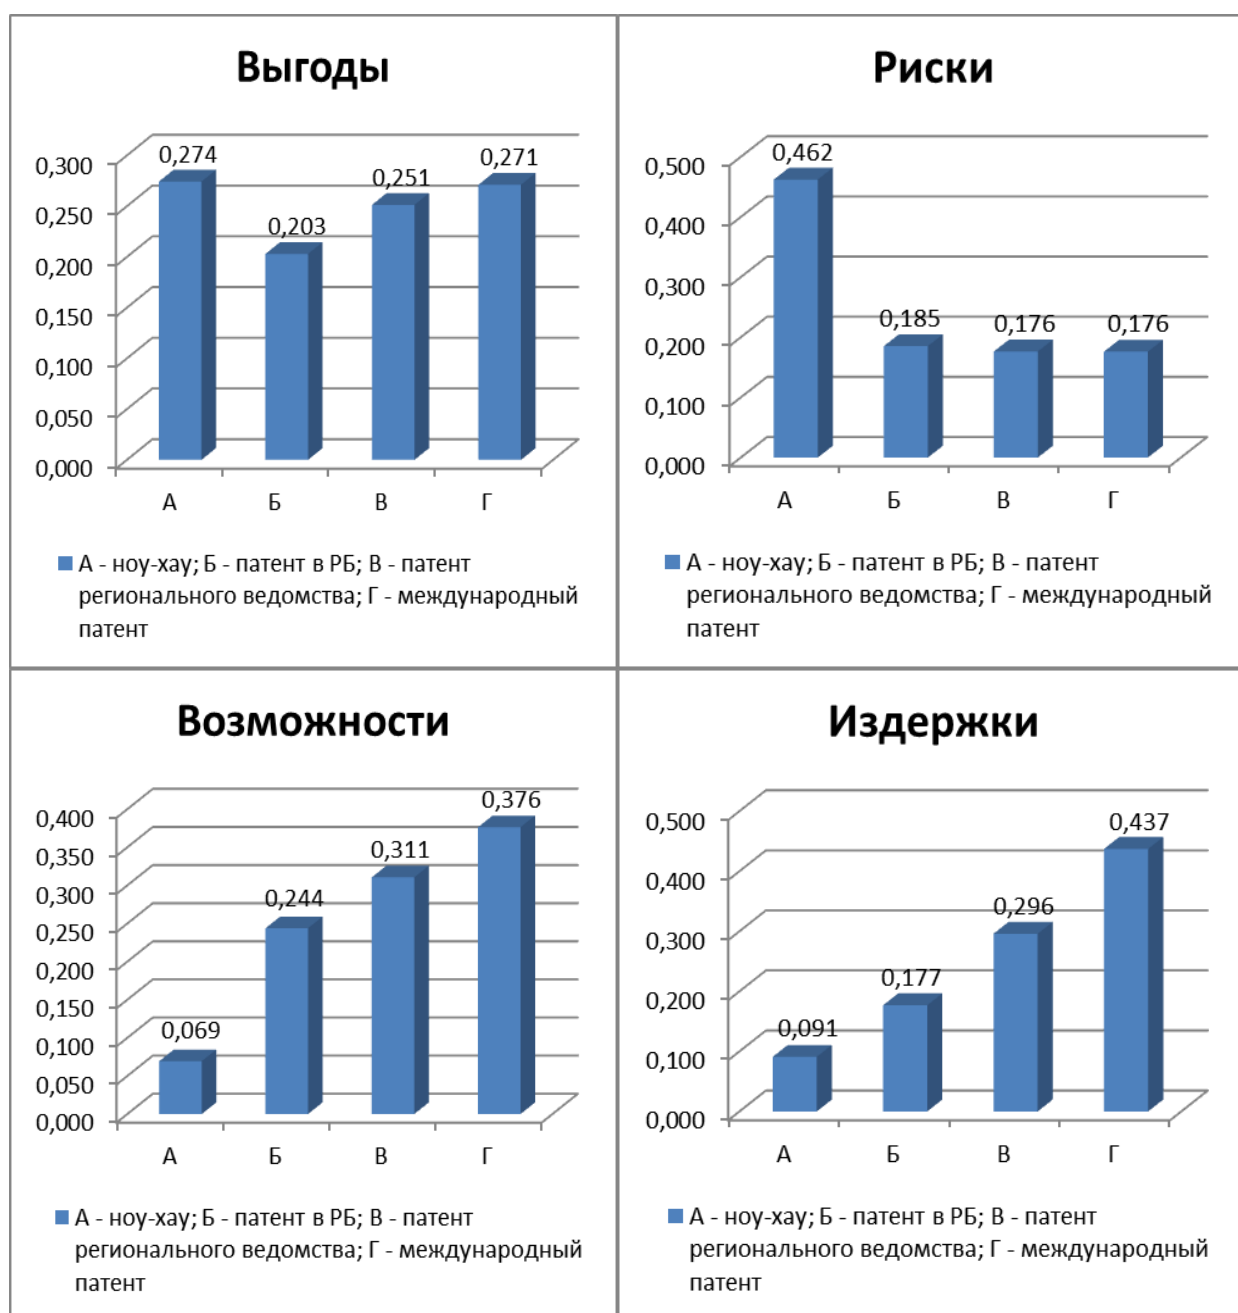 Выгоды
0,300
0,250
0,200
0,150
0,100
0,050
0,000
0,274
0,203
0,251
0,271
А Б В Г
А - ноу-хау; Б - патент в РБ; В - патент
регионального ведомства; Г - международный
патент
Риски
0,500
0,400
0,300
0,200
0,100
0,000
0,462
0,185
0,176
0,176
А Б В Г
А - ноу-хау; Б - патент в РБ; В - патент
регионального ведомства; Г - международный
патент
Возможности
0,400
0,350
0,300
0,250
0,200
0,150
0,100
0,050
0,000
0,069
0,244
0,311
0,376
А Б В Г
А - ноу-хау; Б - патент в РБ; В - патент
регионального ведомства; Г - международный
патент
Издержки
0,500
0,400
0,300
0,200
0,100
0,000
0,091
0,177
0,296
0,437
А Б В Г
А - ноу-хау; Б - патент в РБ; В - патент
регионального ведомства; Г - международный
патент